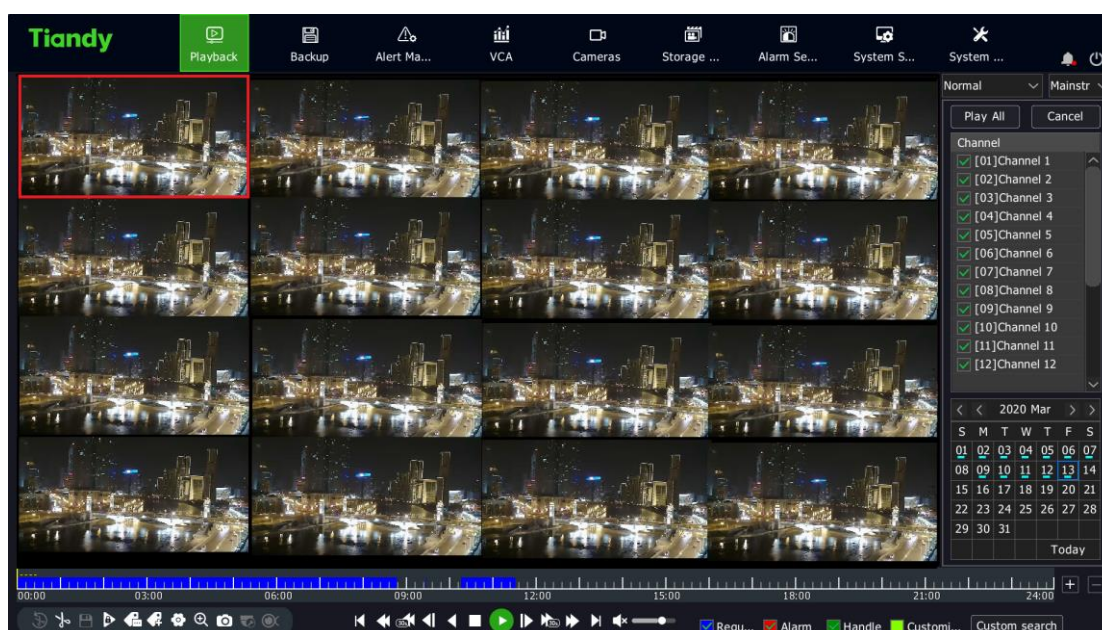 Tiandy
Playback
Backup
Alert Ma...
VCA
Cameras
Storage ...
Alarm Se...
System S...
System ...
Normal
Mainstr
Play All
Cancel
Channel
[01]Channel 1
[02]Channel 2
[03]Channel 3
[04]Channel 4
[05]Channel 5
[06]Channel 6
[07]Channel 7
[08]Channel 8
[09]Channel 9
[10]Channel 10
[11]Channel 11
[12]Channel 12
< < 2020 Mar > >
S M T W T F S
01 02 03 04 05 06 07
08 09 10 11 12 13 14
15 16 17 18 19 20 21
22 23 24 25 26 27 28
29 30 31
Today
00:00 03:00 06:00 09:00 12:00 15:00 18:00 21:00 24:00
30s
30s
Regu...
Alarm
Handle
Customi...
Custom search